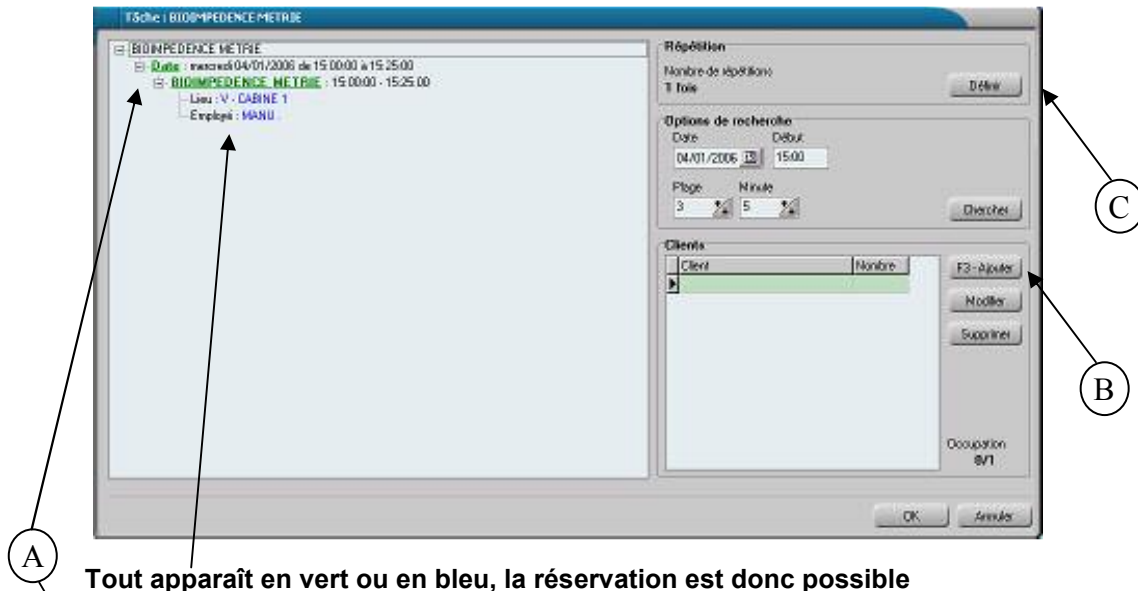 Tâche : BIOIMPEDENCE METRIE
BIOIMPEDENCE METRIE
Date : mercredi 04/01/2006 de 15:00:00 à 15:25:00
BIOIMPEDENCE METRIE : 15:00:00 - 15:25:00
Lieu : V - CABINE 1
Employé : MANU
Répétition
Nombre de répétitions
1 fois
Définir
Options de recherche
Date Début
04/01/2006 15:00
Plage Minute
3 5
Chercher
Clients
Client Nombre
F3 - Ajouter
Modifier
Supprimer
Occupation
0/1
OK Annuler
A
B
C
Tout apparaît en vert ou en bleu, la réservation est donc possible